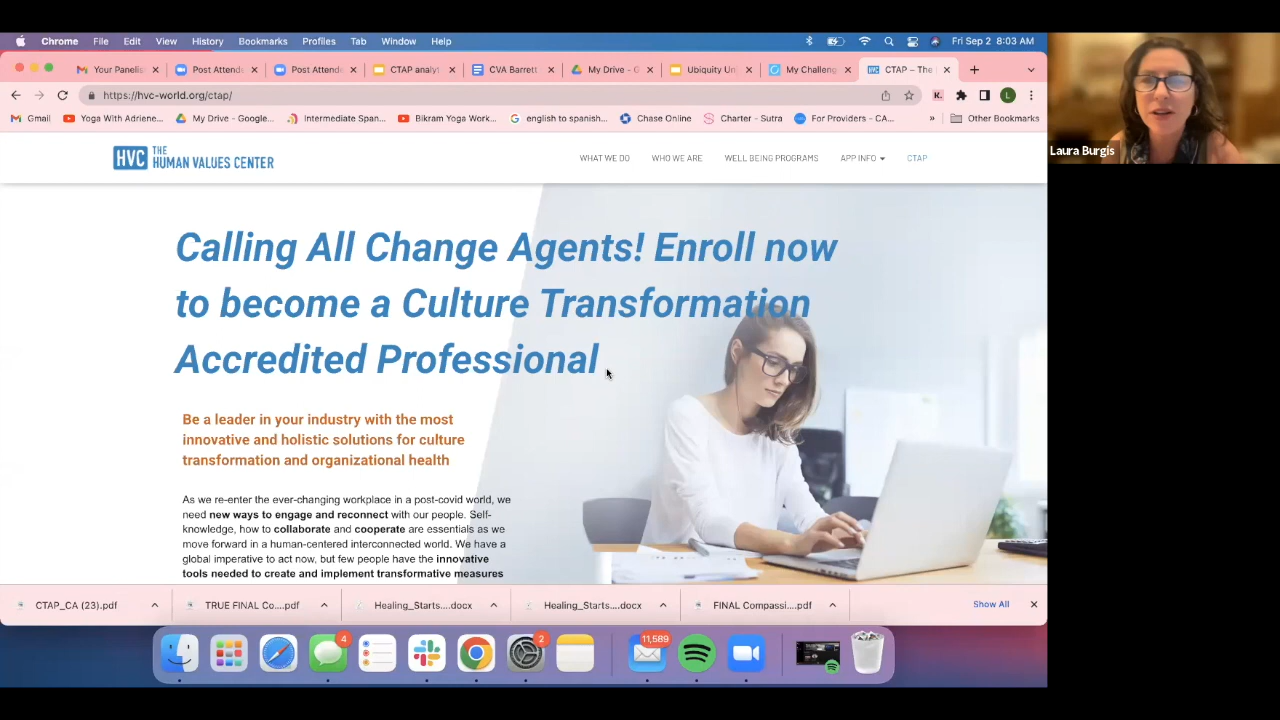 Chrome File Edit View History Bookmarks Profiles Tab Window Help Fri Sep 2 8:03 AM
Your Panelis Post Attende Post Attende CTAP analyt CVA Barrett My Drive - G Ubiquity Un My Challeng CTAP – The
https://hvc-world.org/ctap/
Gmail Yoga With Adriene... My Drive - Google... Intermediate Span... Bikram Yoga Work... english to spanish... Chase Online Charter - Sutra For Providers - CA... » Other Bookmarks
K.
L
Laura Burgis
HVC THE HUMAN VALUES CENTER
WHAT WE DO WHO WE ARE WELL BEING PROGRAMS APP INFO CTAP
Calling All Change Agents! Enroll now
to become a Culture Transformation
Accredited Professional
Be a leader in your industry with the most
innovative and holistic solutions for culture
transformation and organizational health
As we re-enter the ever-changing workplace in a post-covid world, we
need new ways to engage and reconnect with our people. Self-
knowledge, how to collaborate and cooperate are essentials as we
move forward in a human-centered interconnected world. We have a
global imperative to act now, but few people have the innovative
tools needed to create and implement transformative measures
CTAP_CA (23).pdf TRUE FINAL Co....pdf Healing_Starts....docx Healing_Starts....docx FINAL Compassi....pdf Show All
4 2 11,589